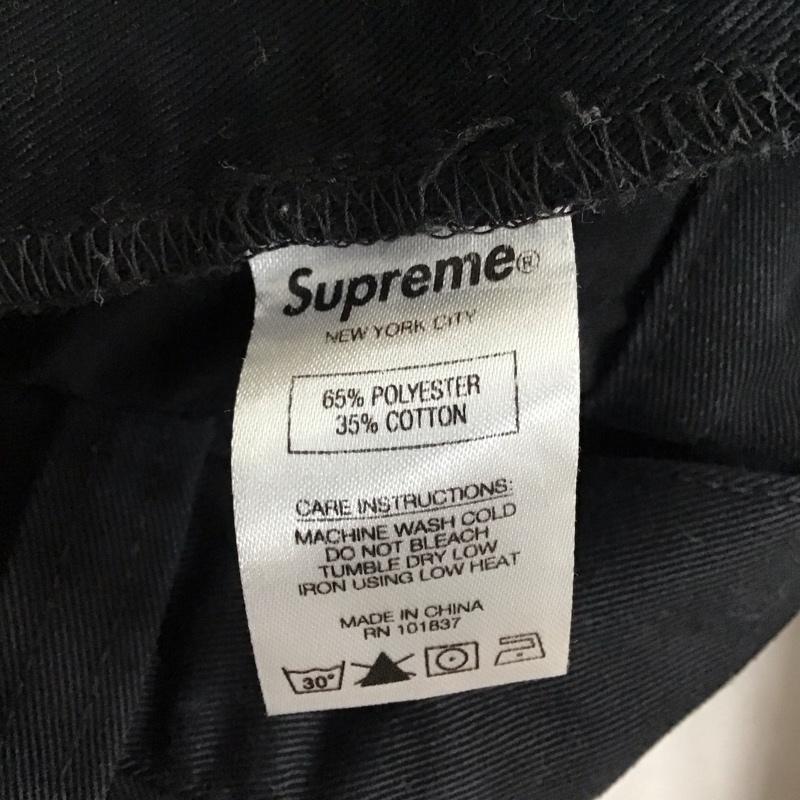 Supreme®
NEW YORK CITY
65% POLYESTER
35% COTTON
CARE INSTRUCTIONS:
MACHINE WASH COLD
DO NOT BLEACH
TUMBLE DRY LOW
IRON USING LOW HEAT
MADE IN CHINA
RN 101837
30°